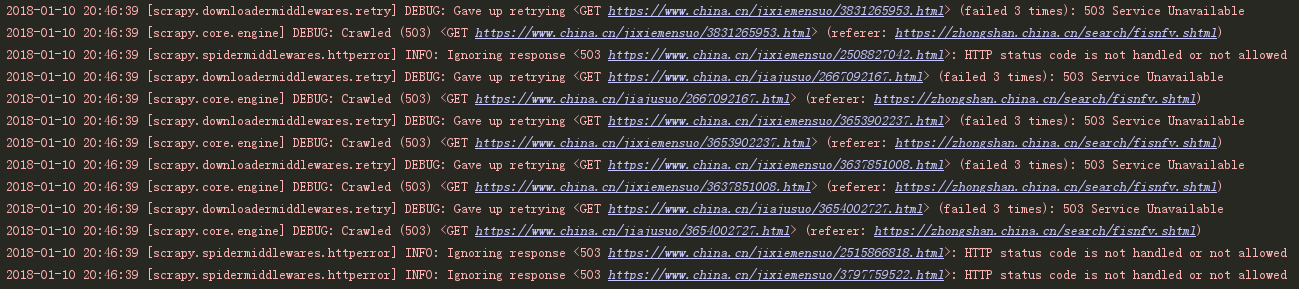 2018-01-10 20:46:39 [scrapy.downloadermiddlewares.retry] DEBUG: Gave up retrying <GET https://www.china.cn/jixiemensuo/3831265953.html> (failed 3 times): 503 Service Unavailable
2018-01-10 20:46:39 [scrapy.core.engine] DEBUG: Crawled (503) <GET https://www.china.cn/jixiemensuo/3831265953.html> (referer: https://zhongshan.china.cn/search/fisnfv.shtml)
2018-01-10 20:46:39 [scrapy.spidermiddlewares.httperror] INFO: Ignoring response <503 https://www.china.cn/jixiemensuo/2508827042.html>: HTTP status code is not handled or not allowed
2018-01-10 20:46:39 [scrapy.downloadermiddlewares.retry] DEBUG: Gave up retrying <GET https://www.china.cn/jiajusuo/2667092167.html> (failed 3 times): 503 Service Unavailable
2018-01-10 20:46:39 [scrapy.core.engine] DEBUG: Crawled (503) <GET https://www.china.cn/jiajusuo/2667092167.html> (referer: https://zhongshan.china.cn/search/fisnfv.shtml)
2018-01-10 20:46:39 [scrapy.downloadermiddlewares.retry] DEBUG: Gave up retrying <GET https://www.china.cn/jixiemensuo/3653902237.html> (failed 3 times): 503 Service Unavailable
2018-01-10 20:46:39 [scrapy.core.engine] DEBUG: Crawled (503) <GET https://www.china.cn/jixiemensuo/3653902237.html> (referer: https://zhongshan.china.cn/search/fisnfv.shtml)
2018-01-10 20:46:39 [scrapy.downloadermiddlewares.retry] DEBUG: Gave up retrying <GET https://www.china.cn/jixiemensuo/3637851008.html> (failed 3 times): 503 Service Unavailable
2018-01-10 20:46:39 [scrapy.core.engine] DEBUG: Crawled (503) <GET https://www.china.cn/jixiemensuo/3637851008.html> (referer: https://zhongshan.china.cn/search/fisnfv.shtml)
2018-01-10 20:46:39 [scrapy.downloadermiddlewares.retry] DEBUG: Gave up retrying <GET https://www.china.cn/jiajusuo/3654002727.html> (failed 3 times): 503 Service Unavailable
2018-01-10 20:46:39 [scrapy.core.engine] DEBUG: Crawled (503) <GET https://www.china.cn/jiajusuo/3654002727.html> (referer: https://zhongshan.china.cn/search/fisnfv.shtml)
2018-01-10 20:46:39 [scrapy.spidermiddlewares.httperror] INFO: Ignoring response <503 https://www.china.cn/jixiemensuo/2515866818.html>: HTTP status code is not handled or not allowed
2018-01-10 20:46:39 [scrapy.spidermiddlewares.httperror] INFO: Ignoring response <503 https://www.china.cn/jixiemensuo/3797759522.html>: HTTP status code is not handled or not allowed